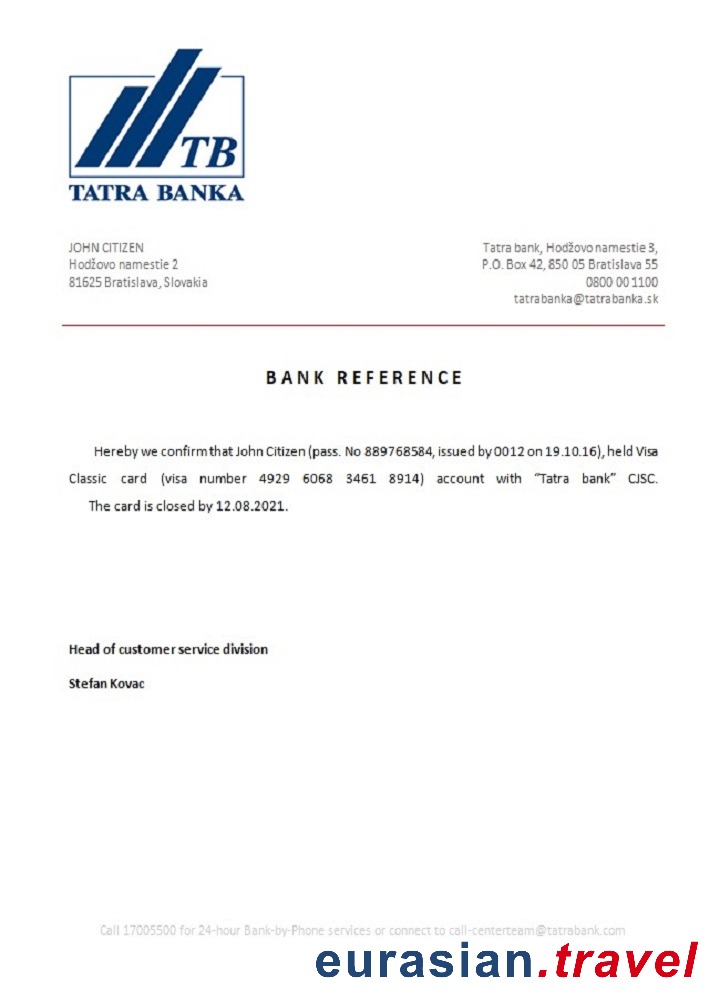 TB
TATRA BANKA
JOHN CITIZEN
Hodžovo namestie 2
81625 Bratislava, Slovakia
Tatra bank, Hodžovo namestie 3,
P.O. Box 42, 850 05 Bratislava 55
0800 00 1100
tatrabanka@tatrabanka.sk
BANK REFERENCE
Hereby we confirm that John Citizen (pass. No 889768584, issued by 0012 on 19.10.16), held Visa
Classic card (visa number 4929 6068 3461 8914) account with “Tatra bank” CJSC.
The card is closed by 12.08.2021.
Head of customer service division
Stefan Kovac
Call 17005500 for 24-hour Bank-by-Phone services or connect to call-centerteam@tatrabank.com
eurasian.travel